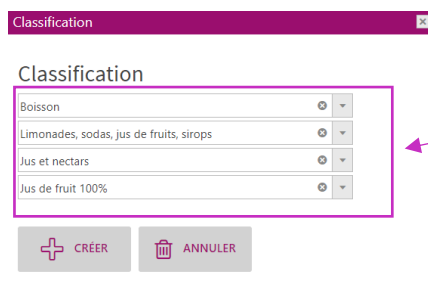 Classification
Classification
Boisson
Limonades, sodas, jus de fruits, sirops
Jus et nectars
Jus de fruit 100%
CRÉER
ANNULER